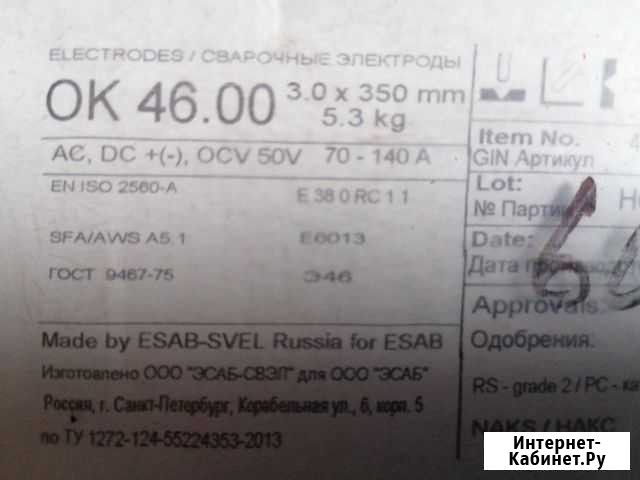 ELECTRODES / СВАРОЧНЫЕ ЭЛЕКТРОДЫ
OK 46.00 3.0 x 350 mm
5.3 kg
AC, DC +(-), OCV 50V 70 - 140 A
EN ISO 2560-A E 38 0 RC 1 1
SFA/AWS A5.1 E6013
ГОСТ 9467-75 Э46
Made by ESAB-SVEL Russia for ESAB
Изготовлено ООО "ЭСАБ-СВЭЛ" для ООО "ЭСАБ"
Россия, г. Санкт-Петербург, Корабельная ул., 6, корп. 5
по ТУ 1272-124-55224353-2013
Item No.
GIN Артикул
Lot:
№ Партии
Date:
Дата
Approvals:
Одобрения:
RS - grade 2 / PC -
NAKS / НАКС
Интернет-
Кабинет.Ру